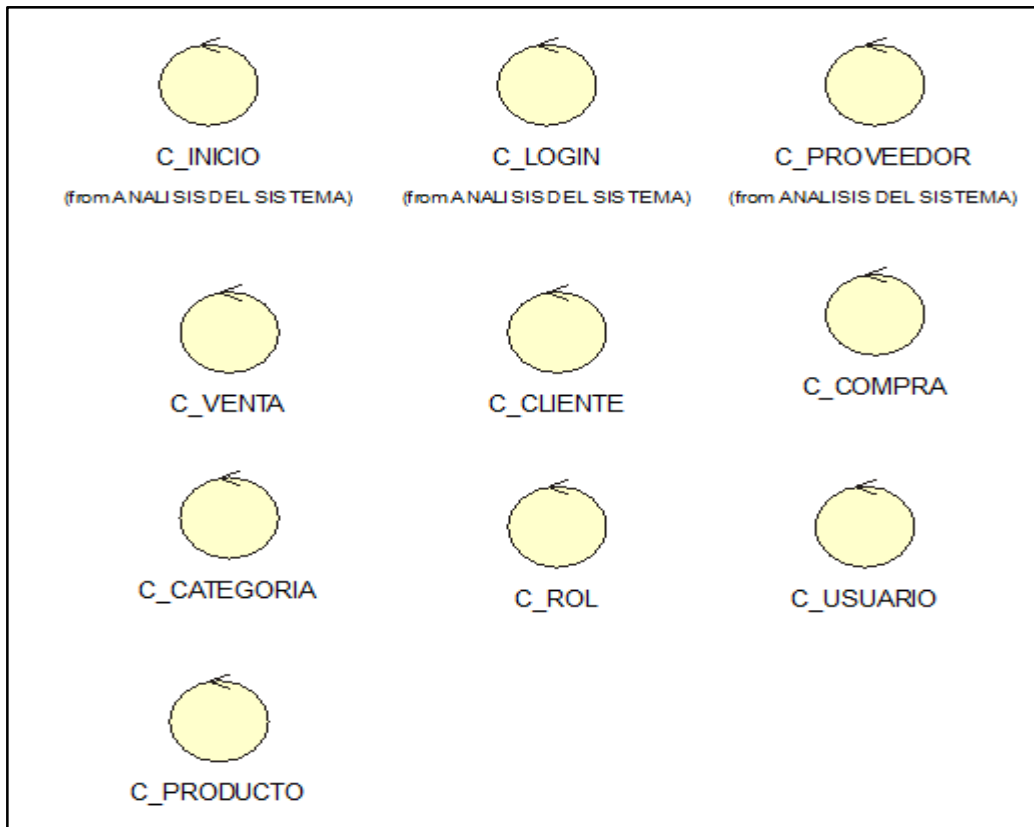 C_INICIO
(from ANALISIS DEL SISTEMA)
C_LOGIN
(from ANALISIS DEL SISTEMA)
C_PROVEEDOR
(from ANALISIS DEL SISTEMA)
C_VENTA
C_CLIENTE
C_COMPRA
C_CATEGORIA
C_ROL
C_USUARIO
C_PRODUCTO